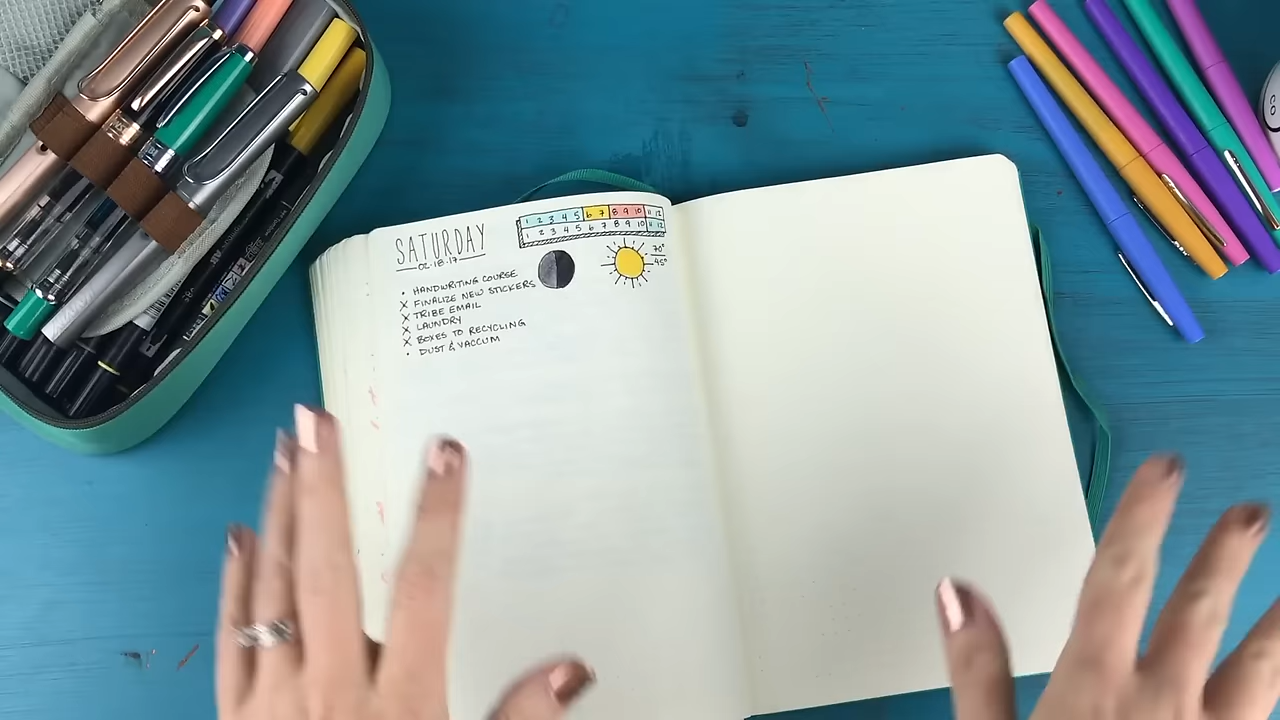 SATURDAY
02·18·17
1 2 3 4 5 6 7 8 9 10 11 12
1 2 3 4 5 6 7 8 9 10 11 12
70°
45°
• HANDWRITING COURSE
X FINALIZE NEW STICKERS
X TRIBE EMAIL
X LAUNDRY
X BOXES TO RECYCLING
• DUST & VACCUM